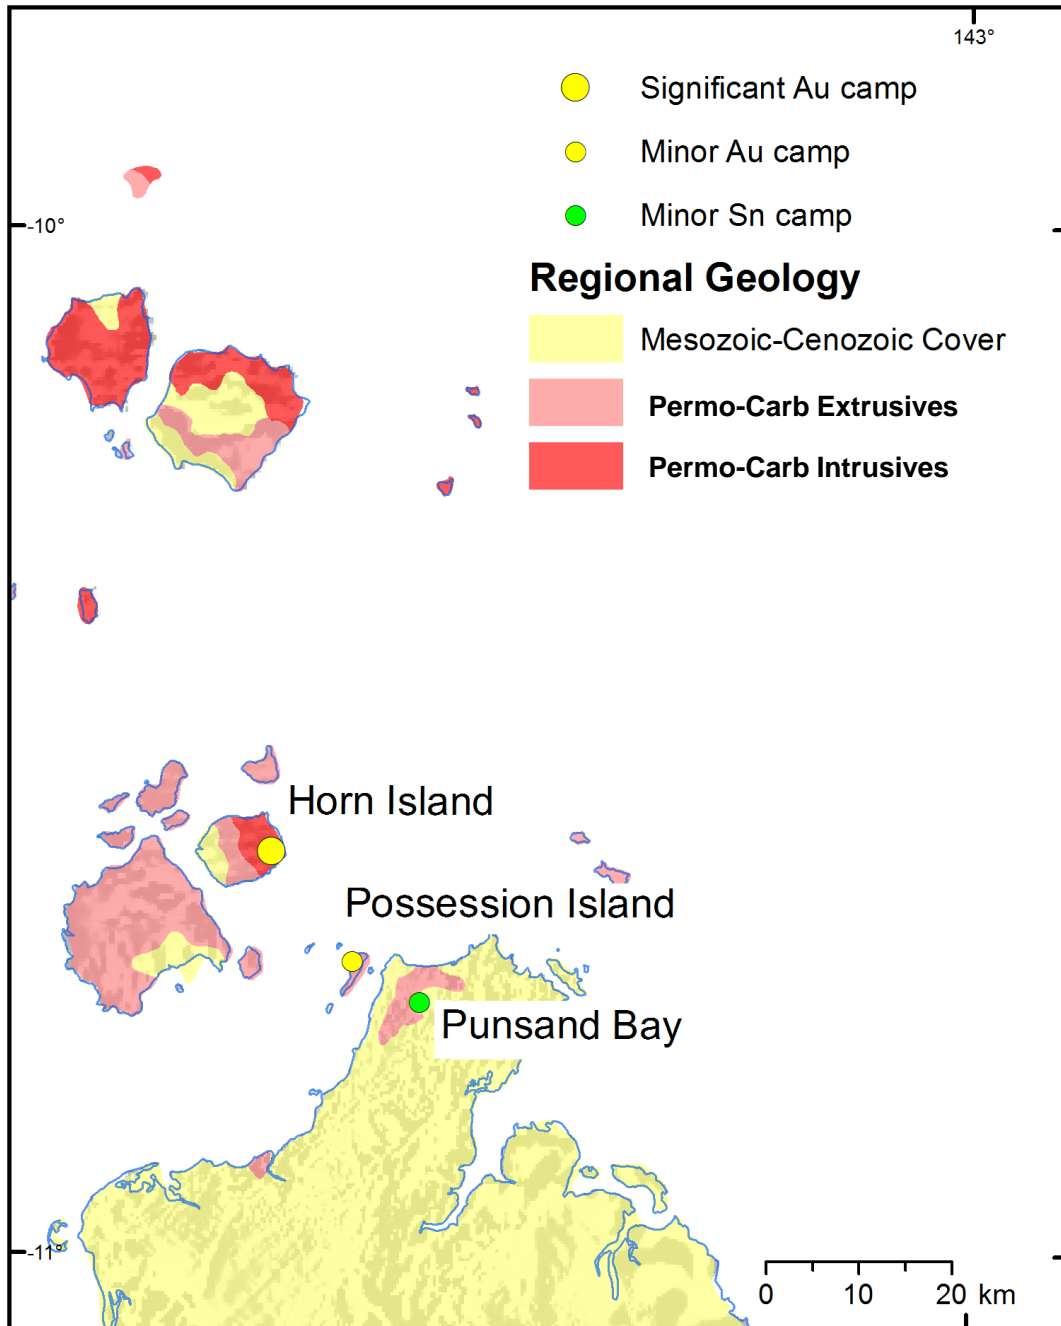 143°
Significant Au camp
Minor Au camp
Minor Sn camp
-10°
Regional Geology
Mesozoic-Cenozoic Cover
Permo-Carb Extrusives
Permo-Carb Intrusives
Horn Island
Possession Island
Punsand Bay
-11°
0 10 20 km